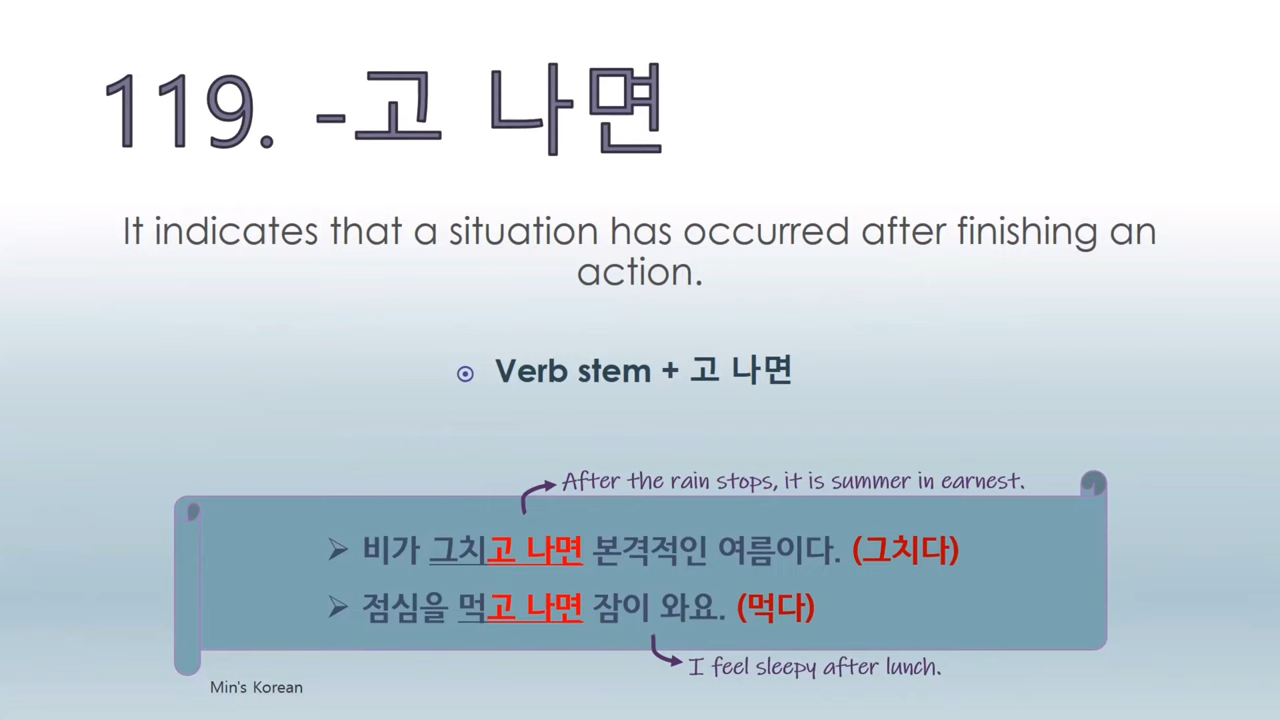 119. -고 나면
It indicates that a situation has occurred after finishing an
action.
Verb stem + 고 나면
After the rain stops, it is summer in earnest.
비가 그치고 나면 본격적인 여름이다. (그치다)
점심을 먹고 나면 잠이 와요. (먹다)
I feel sleepy after lunch.
Min's Korean